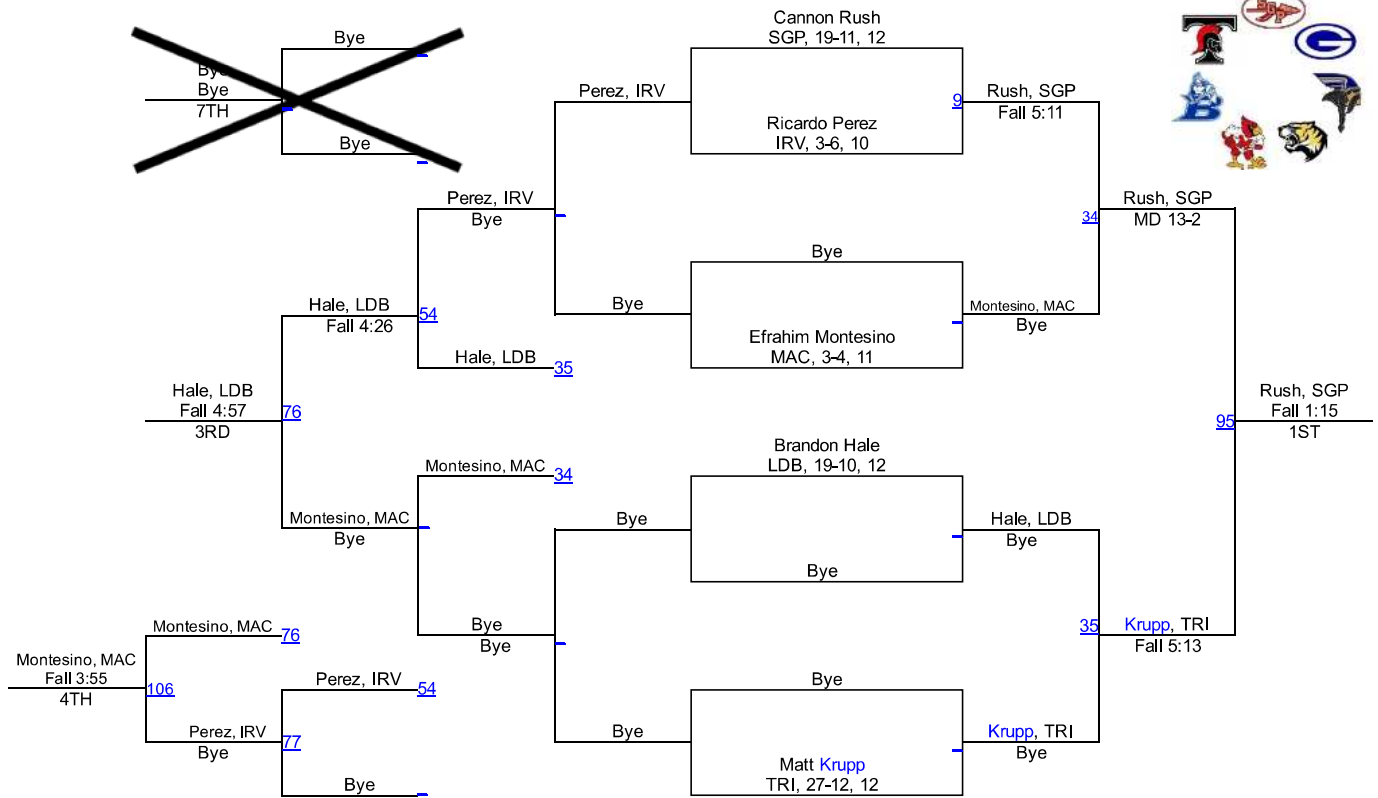 Cannon Rush
SGP, 19-11, 12
SGP
T
G
B
Bye
Bye
Bye
7TH
Bye
Perez, IRV
9
Rush, SGP
Fall 5:11
Ricardo Perez
IRV, 3-6, 10
Perez, IRV
Bye
34
Rush, SGP
MD 13-2
Bye
Hale, LDB
Fall 4:26
54
Bye
Montesino, MAC
Bye
Efrahim Montesino
MAC, 3-4, 11
Hale, LDB
35
Hale, LDB
Fall 4:57
3RD
76
Rush, SGP
Fall 1:15
1ST
95
Brandon Hale
LDB, 19-10, 12
Montesino, MAC
34
Montesino, MAC
Bye
Bye
Hale, LDB
Bye
Bye
Montesino, MAC
76
Bye
Bye
35
Krupp, TRI
Fall 5:13
Montesino, MAC
Fall 3:55
4TH
106
Perez, IRV
54
Bye
Perez, IRV
Bye
77
Bye
Krupp, TRI
Bye
Matt Krupp
TRI, 27-12, 12
Bye